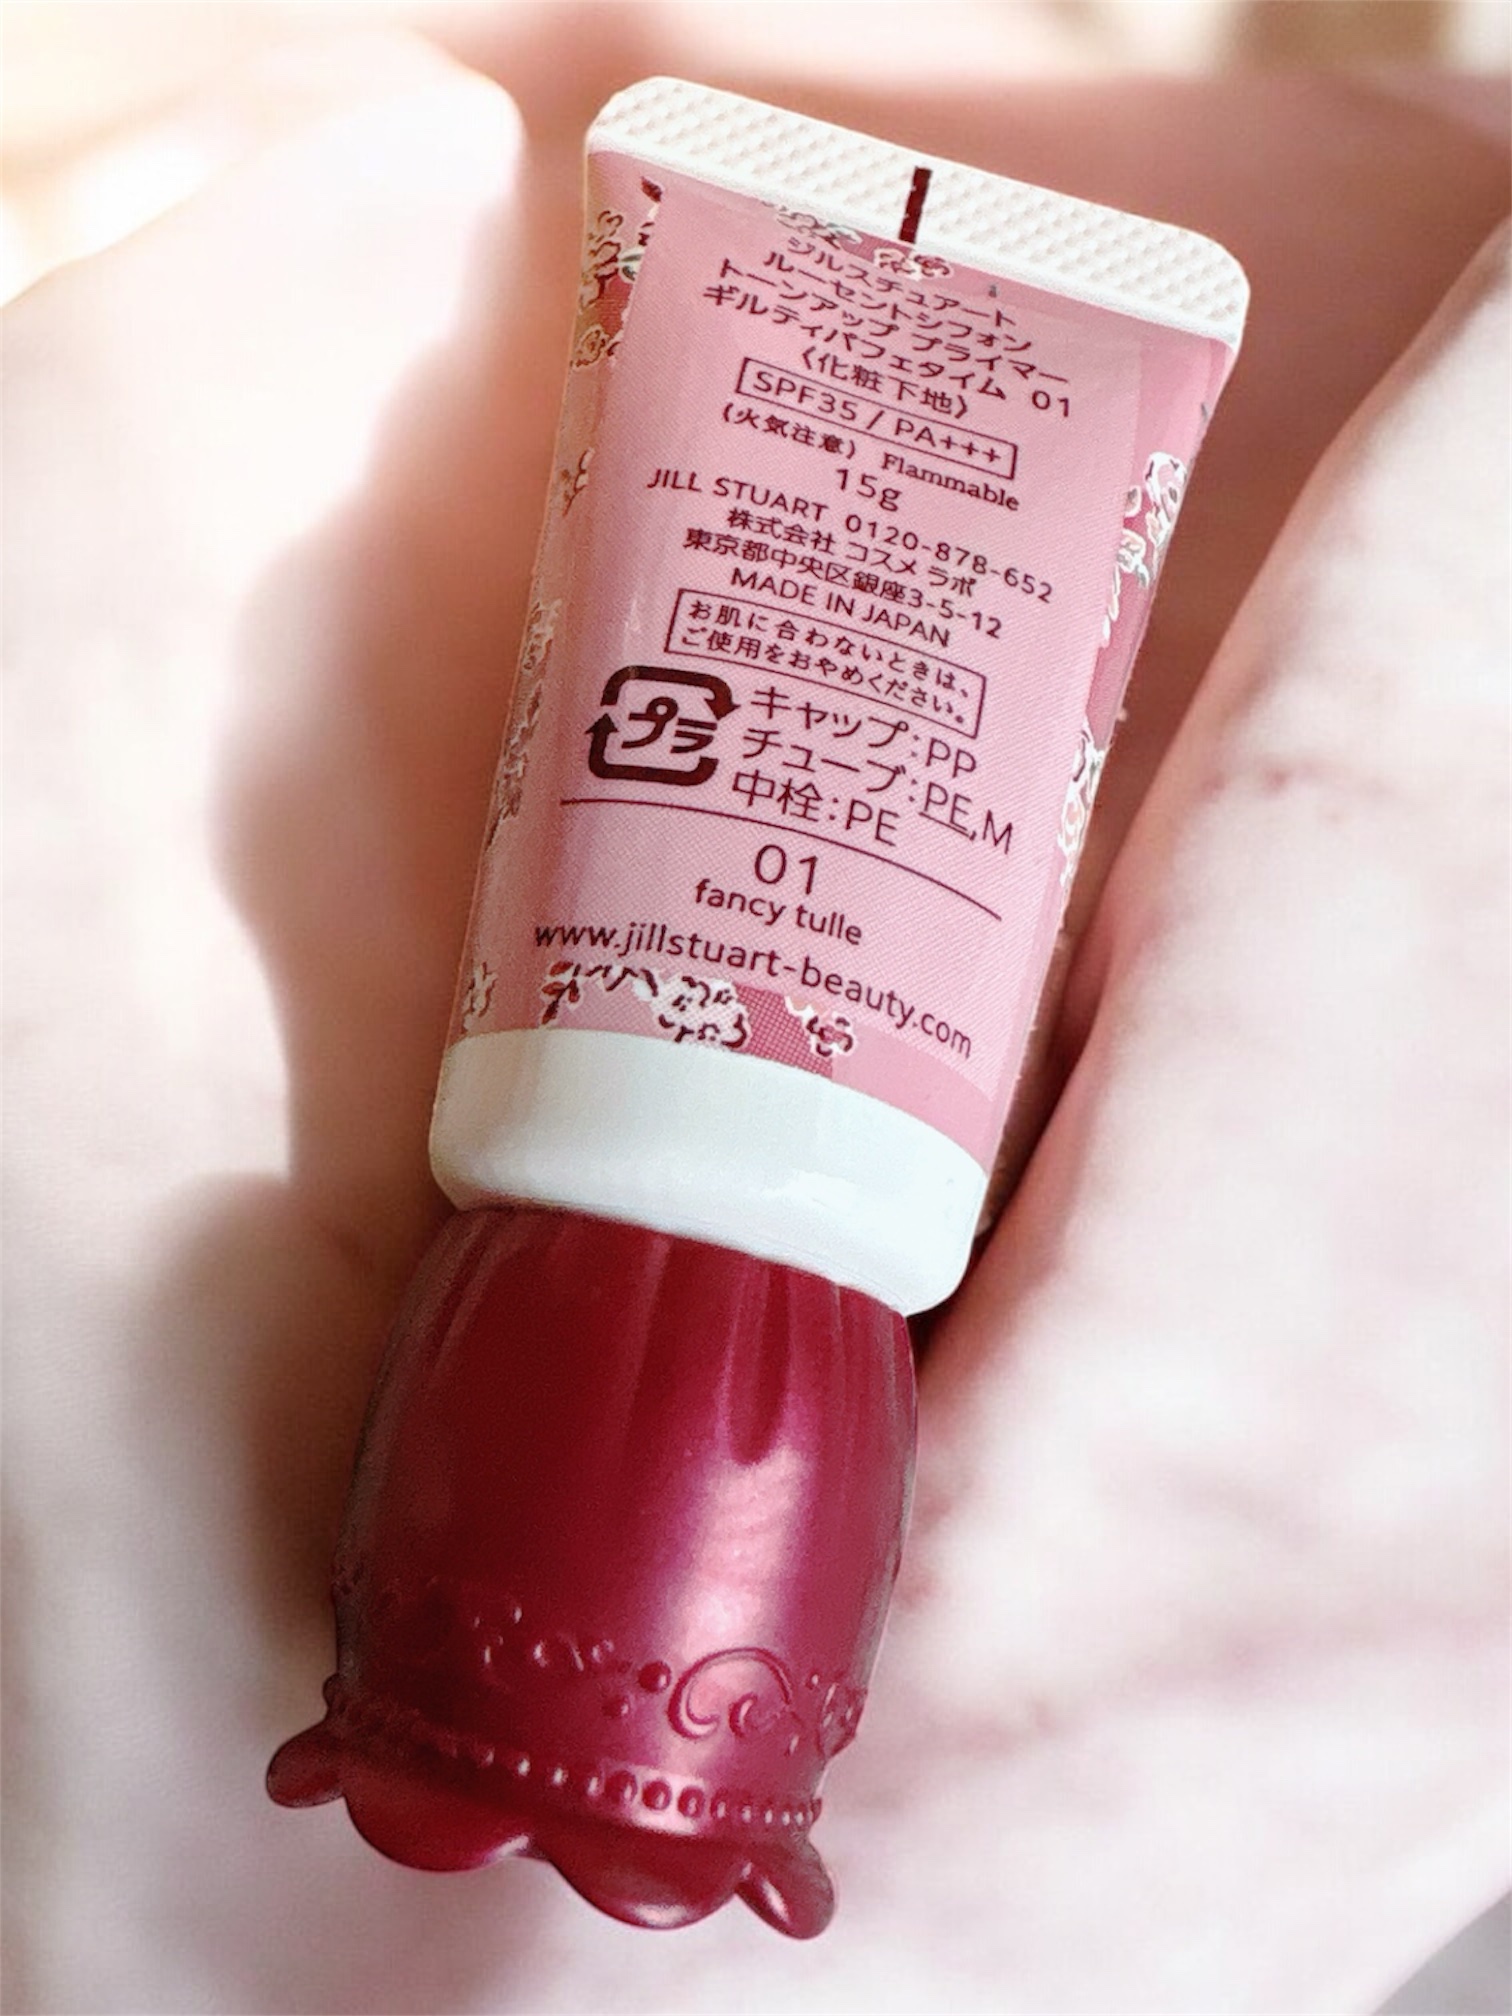 ジルスチュアート
ルーセントシフォン
トーンアップ プライマー
ギルティパフェタイム 01
〈化粧下地〉
SPF35 / PA+++
(火気注意) Flammable
15g
JILL STUART 0120-878-652
株式会社 コスメ ラボ
東京都中央区銀座3-5-12
MADE IN JAPAN
お肌に合わないときは、
ご使用をおやめください。
プラ
キャップ:PP
チューブ:PE,M
中栓:PE
01
fancy tulle
www.jillstuart-beauty.com